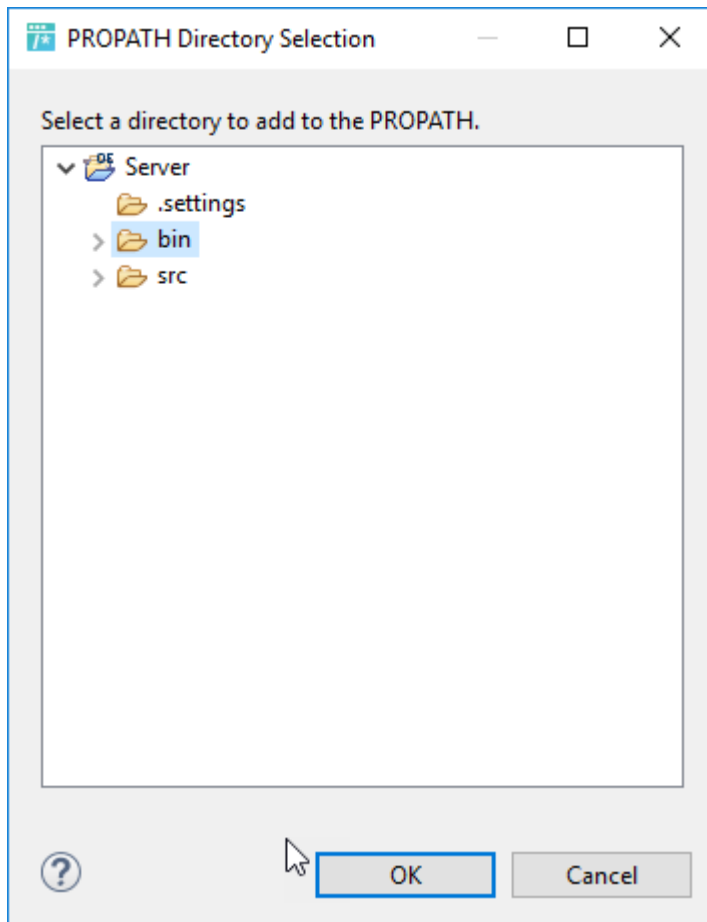 PROPATH Directory Selection
Select a directory to add to the PROPATH.
Server
.settings
bin
src
OK
Cancel